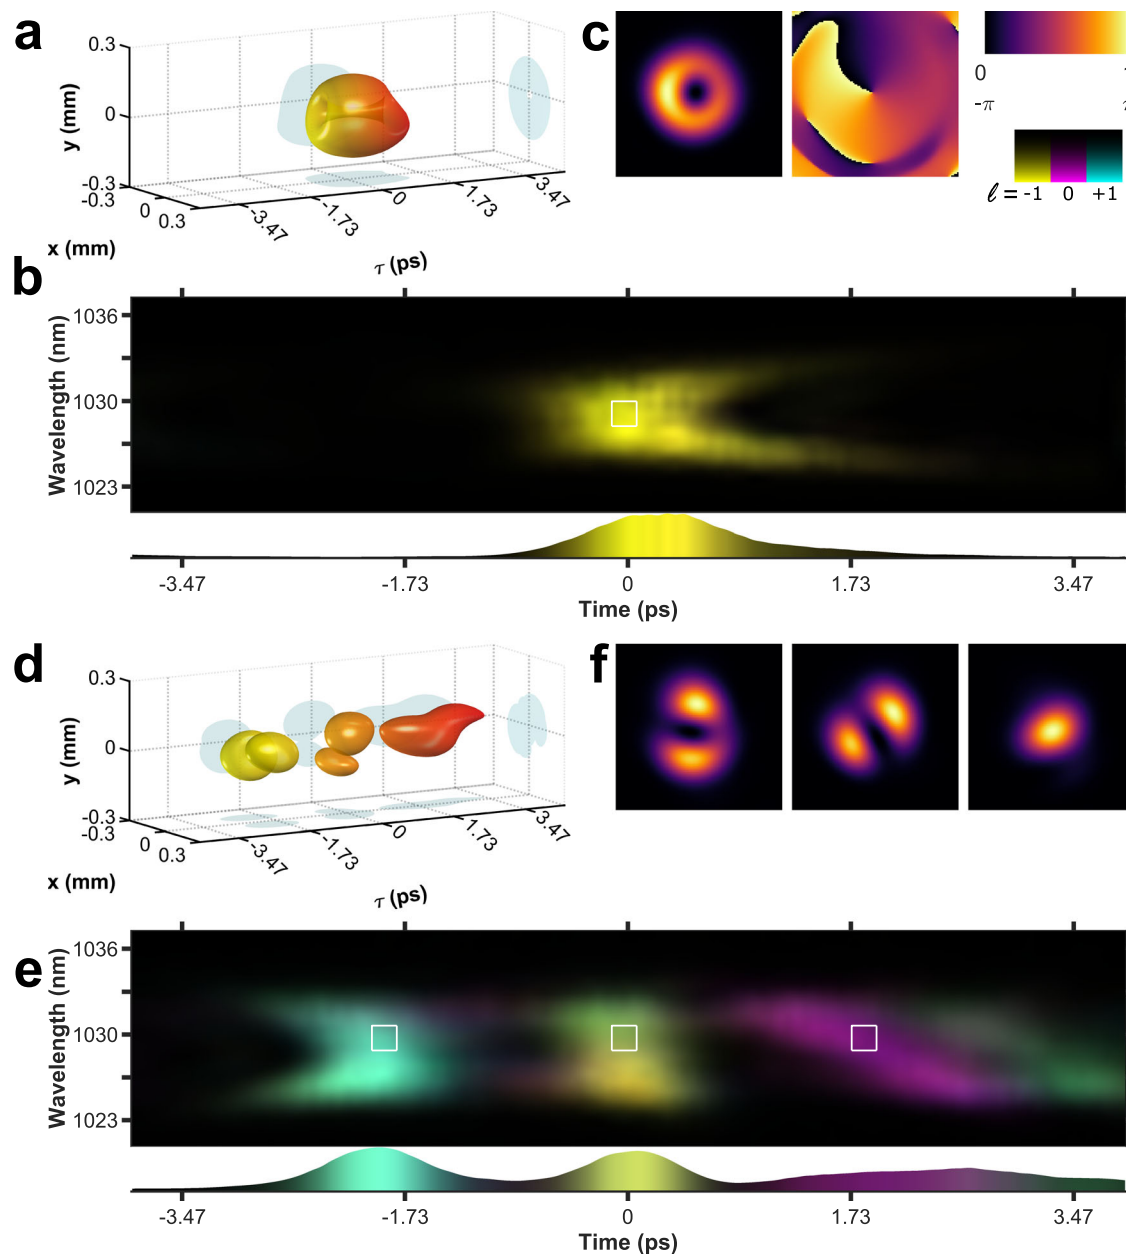 a
0.3
0
-0.3
-0.3
0
0.3
y (mm)
x (mm)
-3.47
-1.73
0
1.73
3.47
τ (ps)
c
0
-π
ℓ = -1 0 +1
b
Wavelength (nm)
1036
1030
1023
-3.47 -1.73 0 1.73 3.47
Time (ps)
d
0.3
0
-0.3
-0.3
0
0.3
y (mm)
x (mm)
-3.47
-1.73
0
1.73
3.47
τ (ps)
f
e
Wavelength (nm)
1036
1030
1023
-3.47 -1.73 0 1.73 3.47
Time (ps)